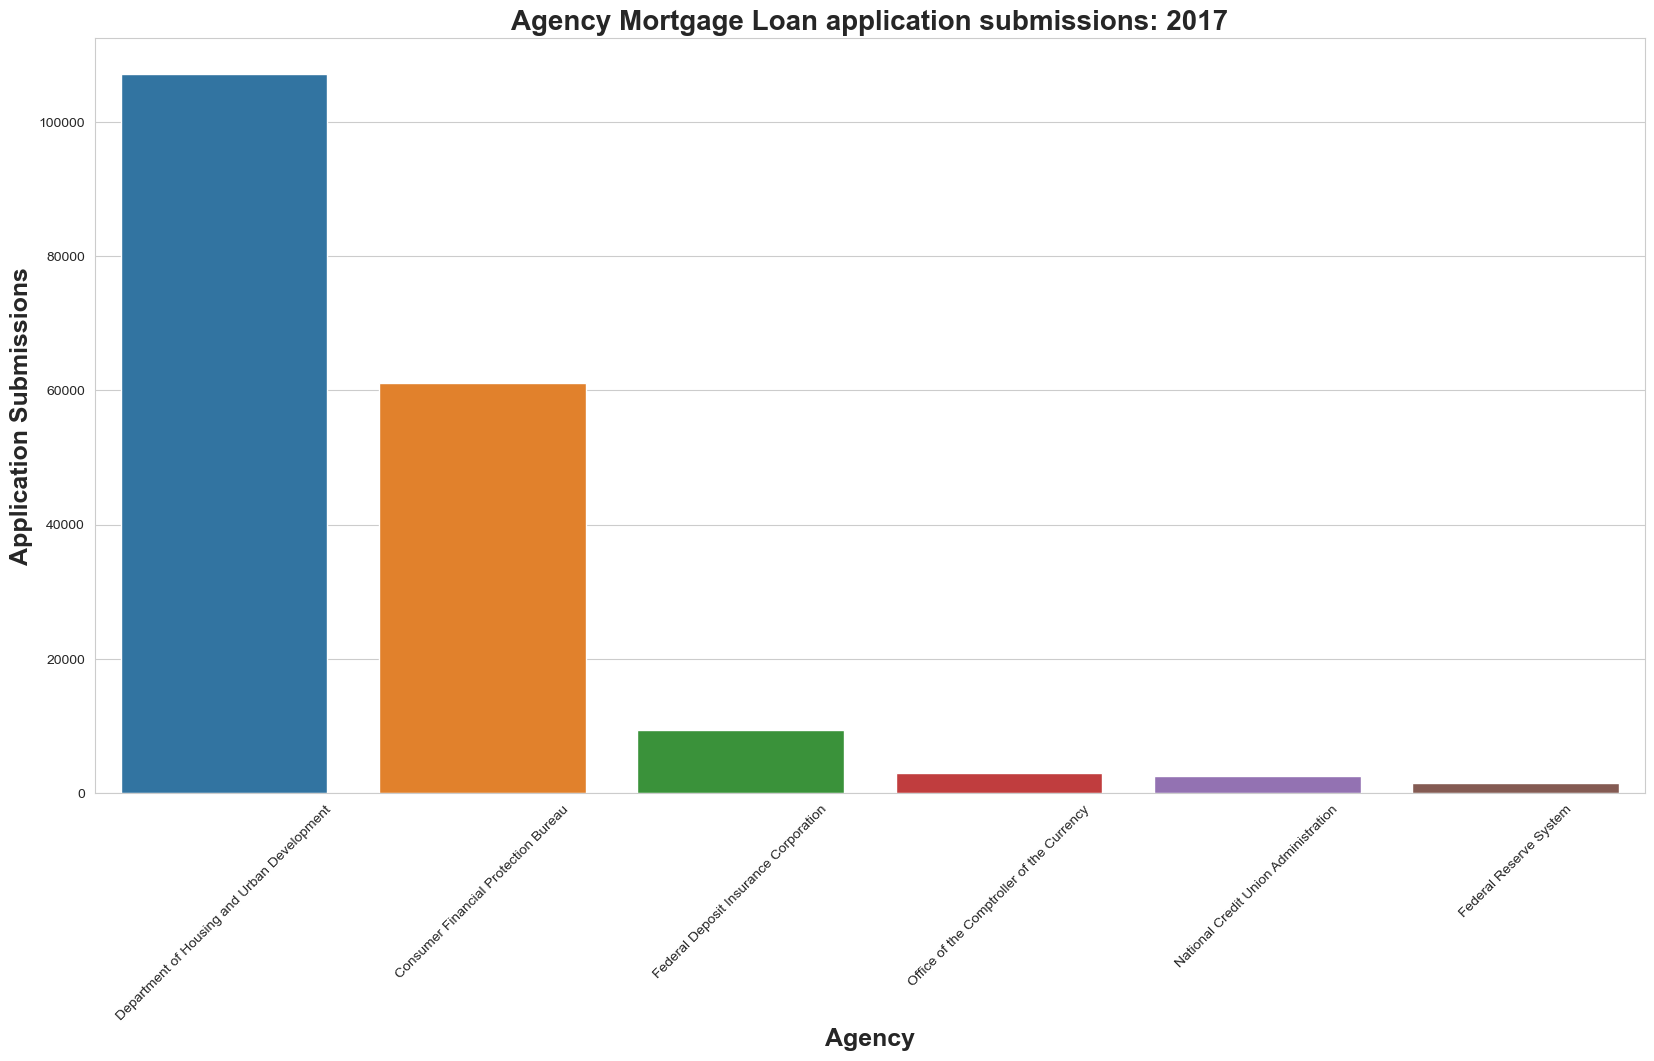 Agency Mortgage Loan application submissions: 2017
Application Submissions
100000
80000
60000
40000
20000
0
Department of Housing and Urban Development
Consumer Financial Protection Bureau
Federal Deposit Insurance Corporation
Office of the Comptroller of the Currency
National Credit Union Administration
Federal Reserve System
Agency